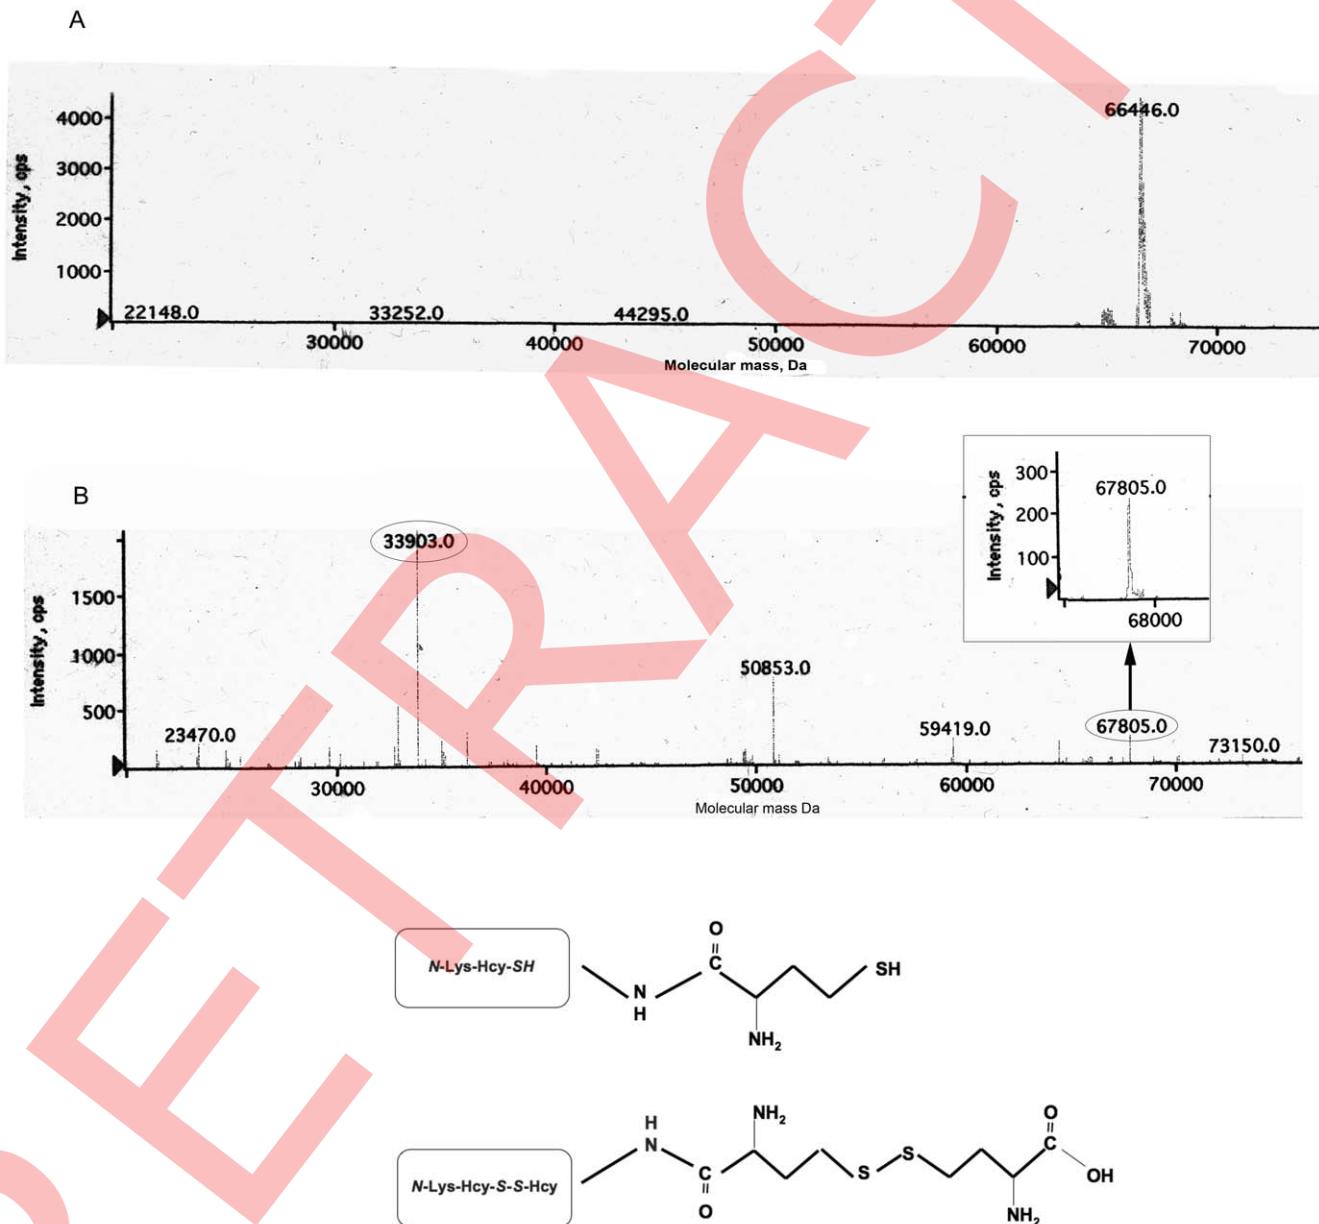 A
4000
3000
2000
1000
Intensity, cps
66446.0
22148.0 33252.0 44295.0
30000 40000 50000 60000 70000
Molecular mass, Da
B
1500
1000
500
Intensity, cps
33903.0
23470.0
50853.0
59419.0
67805.0
73150.0
30000 40000 50000 60000 70000
Molecular mass Da
300
200
100
Intensity, cps
67805.0
68000
N-Lys-Hcy-SH
N
H
O
C
NH2
SH
N-Lys-Hcy-S-S-Hcy
H
N
C
O
NH2
S
S
O
C
OH
NH2
RETRACT